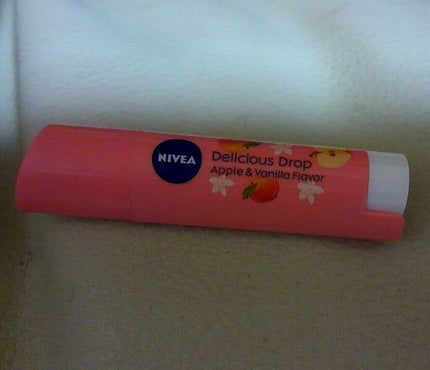 NIVEA
Delicious Drop
Apple & Vanilla Flavor